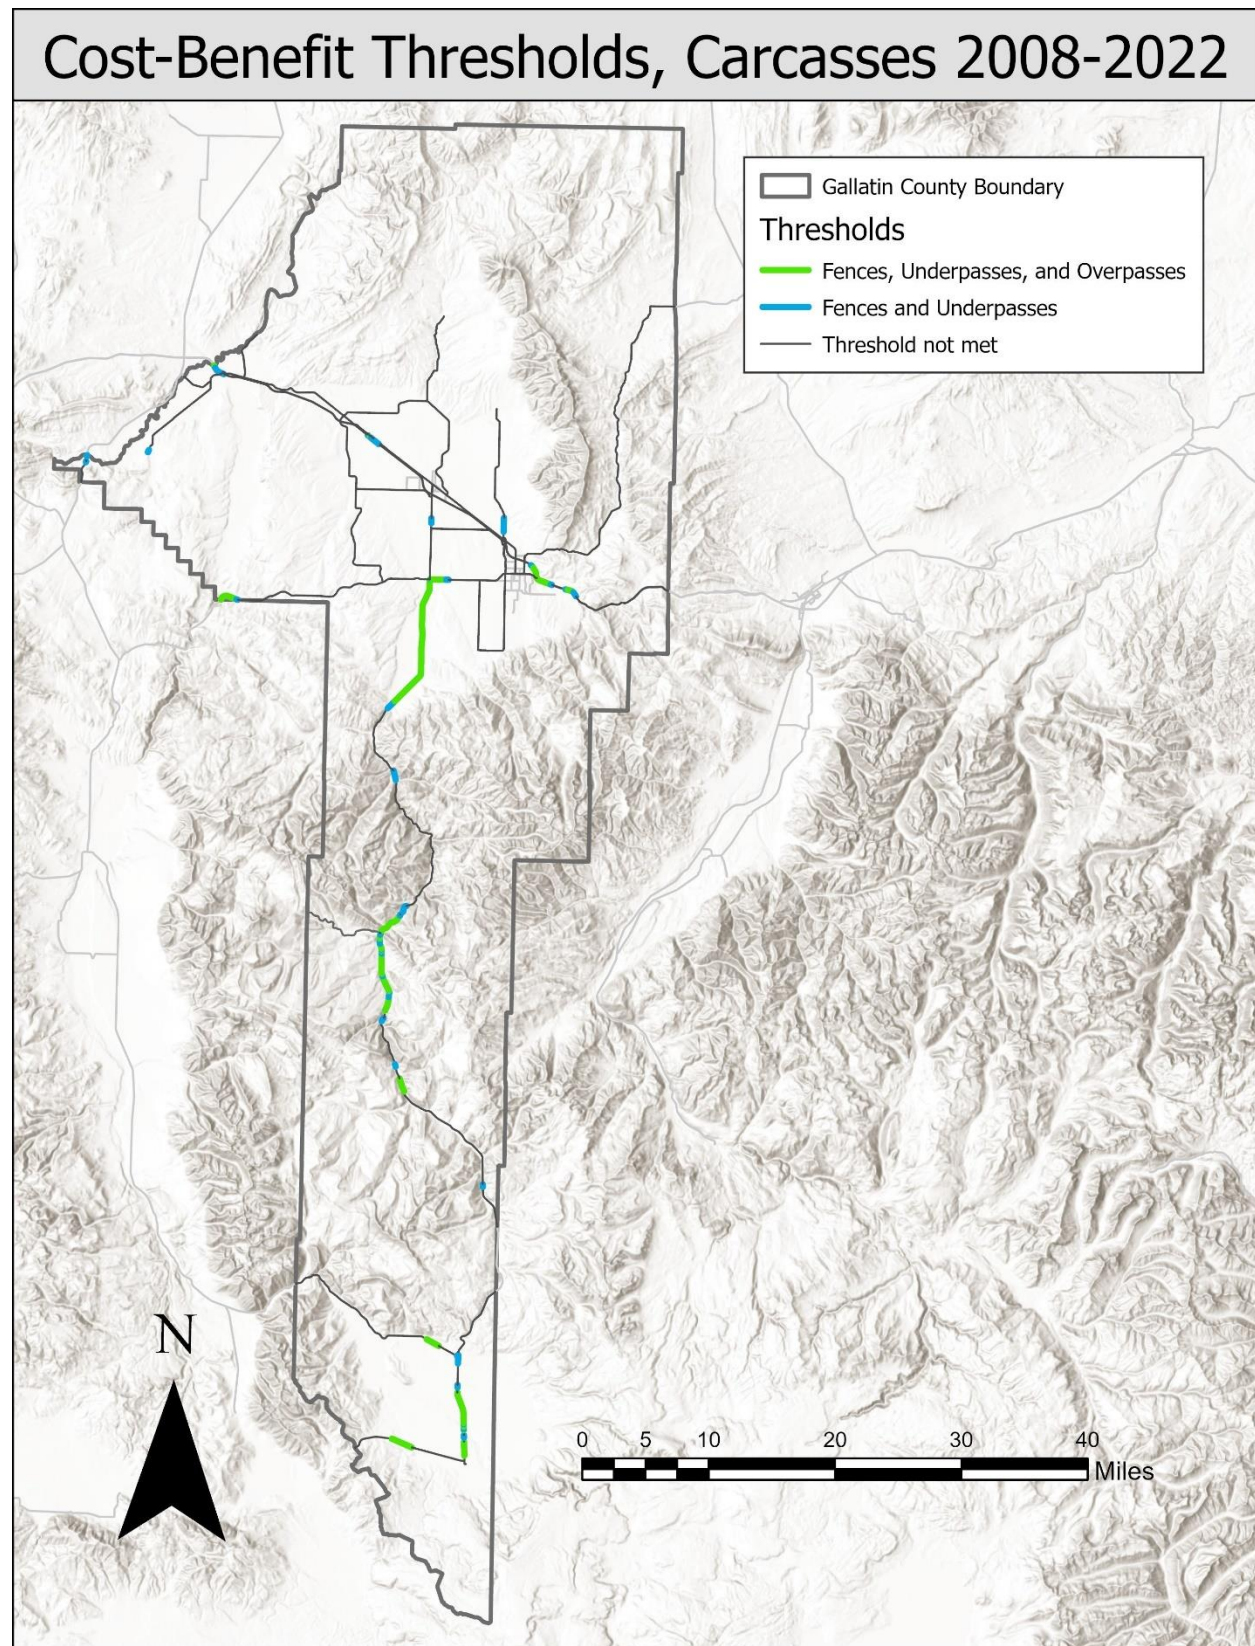 Cost-Benefit Thresholds, Carcasses 2008-2022
Gallatin County Boundary
Thresholds
Fences, Underpasses, and Overpasses
Fences and Underpasses
Threshold not met
N
0 5 10 20 30 40
Miles